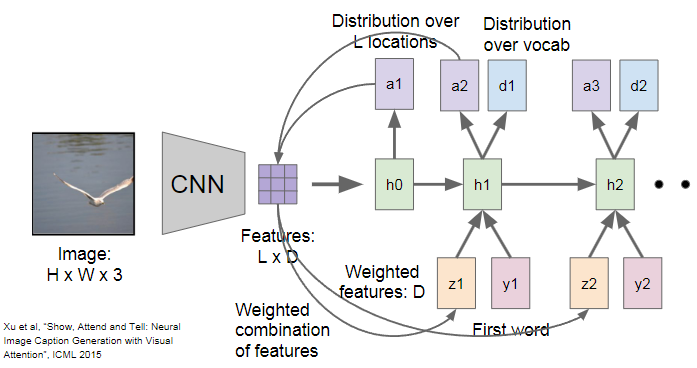 Distribution over
L locations
Distribution
over vocab
a1
a2
d1
a3
d2
CNN
h0
h1
h2
Image:
H x W x 3
Features:
L x D
Weighted
features: D
z1
y1
z2
y2
Weighted
combination
of features
First word
Xu et al, “Show, Attend and Tell: Neural
Image Caption Generation with Visual
Attention”, ICML 2015